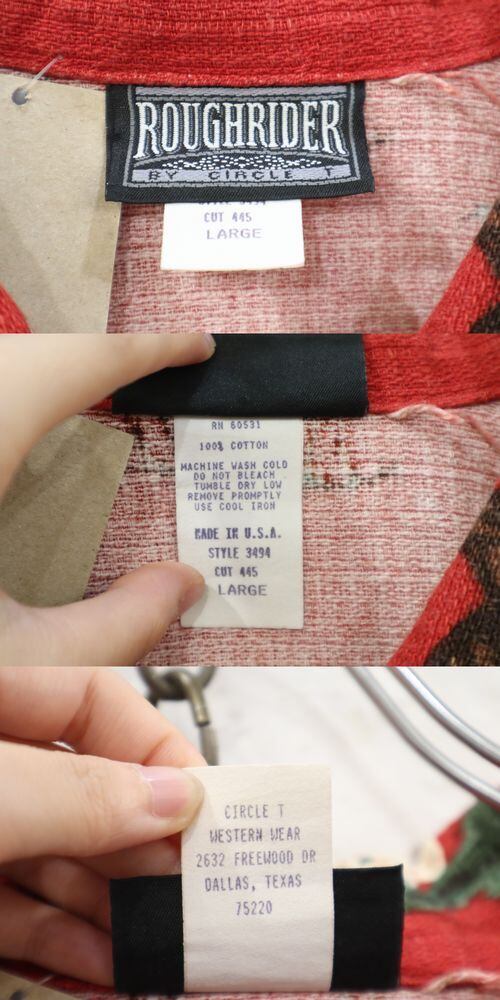 ROUGHRIDER
BY CIRCLE T
CUT 445
LARGE
RN 60531
100% COTTON
MACHINE WASH COLD
DO NOT BLEACH
TUMBLE DRY LOW
REMOVE PROMPTLY
USE COOL IRON
MADE IN U.S.A.
STYLE 3494
CUT 445
LARGE
CIRCLE T
WESTERN WEAR
2632 FREEWOOD DR
DALLAS, TEXAS
75220